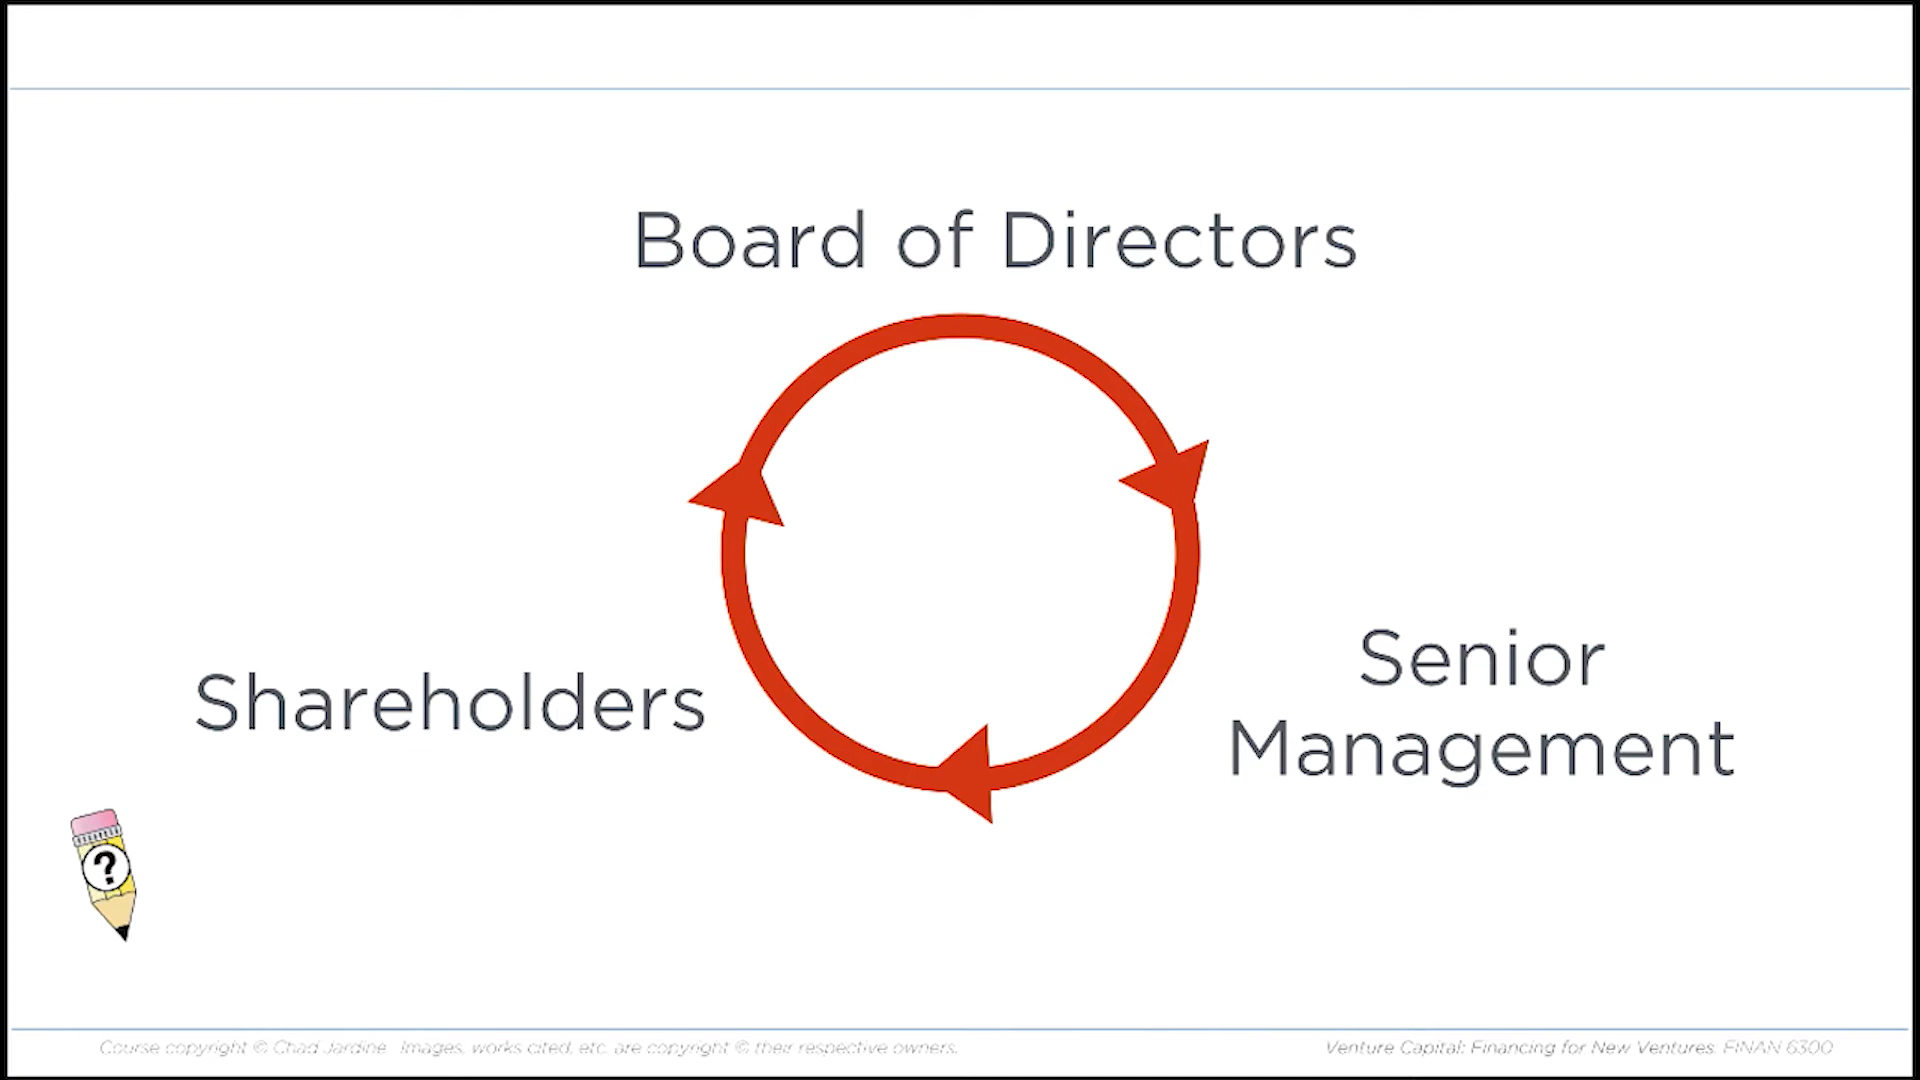 Board of Directors
Shareholders
Senior
Management
?
Course copyright © Chad Jardine. Images, works cited, etc. are copyright © their respective owners.
Venture Capital: Financing for New Ventures FINAN 6300